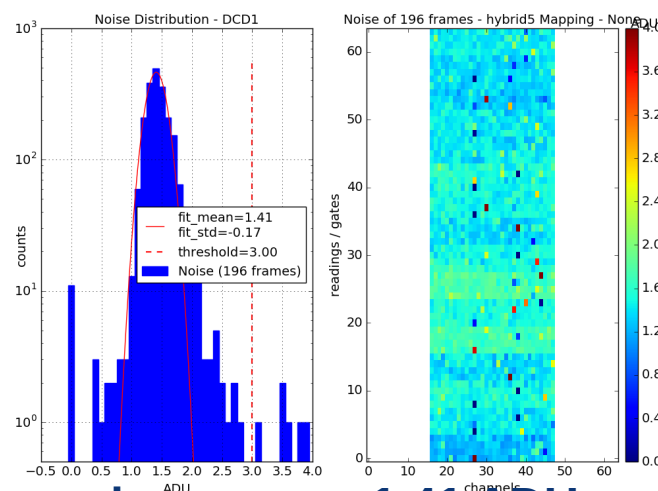 Noise Distribution - DCD1
10³
10²
10¹
10⁰
counts
fit_mean=1.41
fit_std=-0.17
threshold=3.00
Noise (196 frames)
−0.5 0.0 0.5 1.0 1.5 2.0 2.5 3.0 3.5 4.0
ADU
Noise of 196 frames - hybrid5 Mapping - None
60
50
40
30
20
10
0
readings / gates
0 10 20 30 40 50 60
channels
ADU
4.0
3.6
3.2
2.8
2.4
2.0
1.6
1.2
0.8
0.4
0.0
1.41 ADU